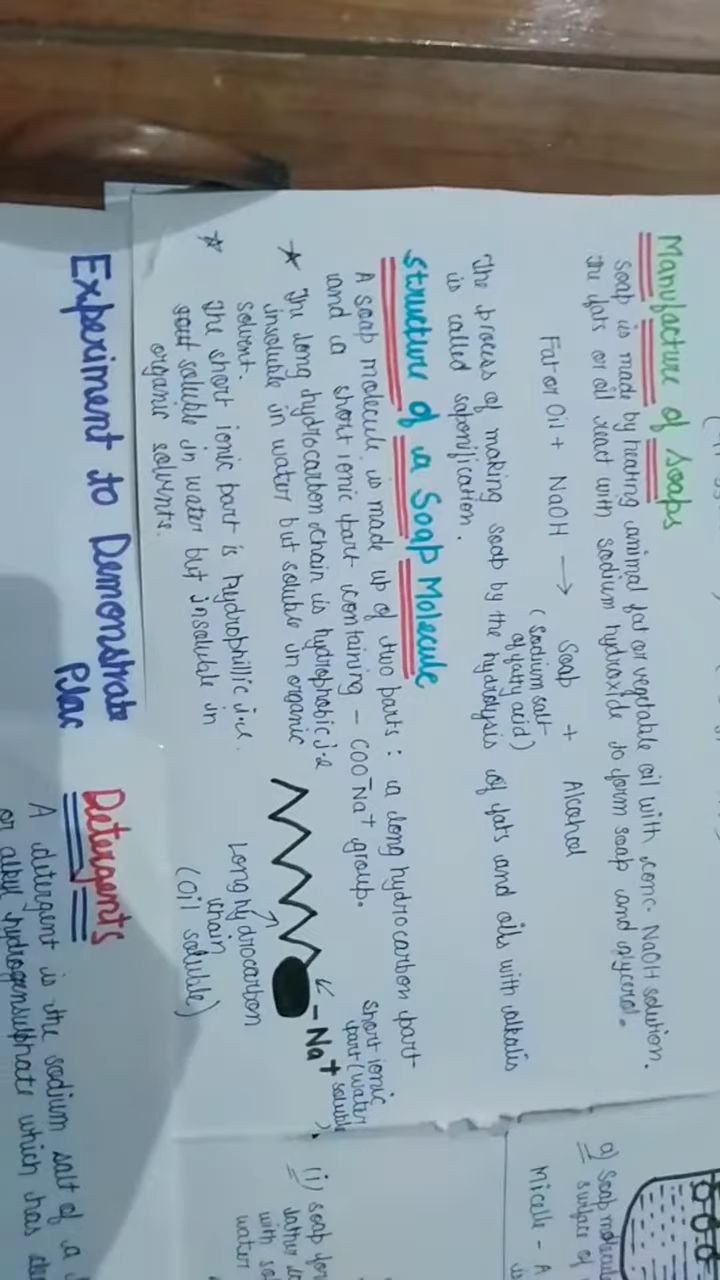 Manufacture of Soaps
Soap is made by heating animal fat or vegetable oil with conc. NaOH solution.
The fats or oil react with sodium hydroxide to form soap and glycerol.
Fat or Oil + NaOH → Soap + Alcohol
(Sodium salt
of fatty acid)
The process of making soap by the hydrolysis of fats and oils with alkalis
is called saponification.
Structure of a Soap Molecule
A soap molecule is made up of two parts : a long hydrocarbon part
and a short ionic part containing - COO⁻Na⁺ group.
* The long hydrocarbon chain is hydrophobic i.e
insoluble in water but soluble in organic
solvent.
* The short ionic part is hydrophillic i.e.
soluble in water but insoluble in
organic solvents.
short ionic
part (water
soluble).
- Na⁺
Long hydrocarbon
chain
(oil soluble)
Experiment to Demonstrate
Detergents
A detergent is the sodium salt of a
or alkyl hydrogensulphate which has
a) Soap
surface of
Micelle - A
(i) soap
lather
with
water